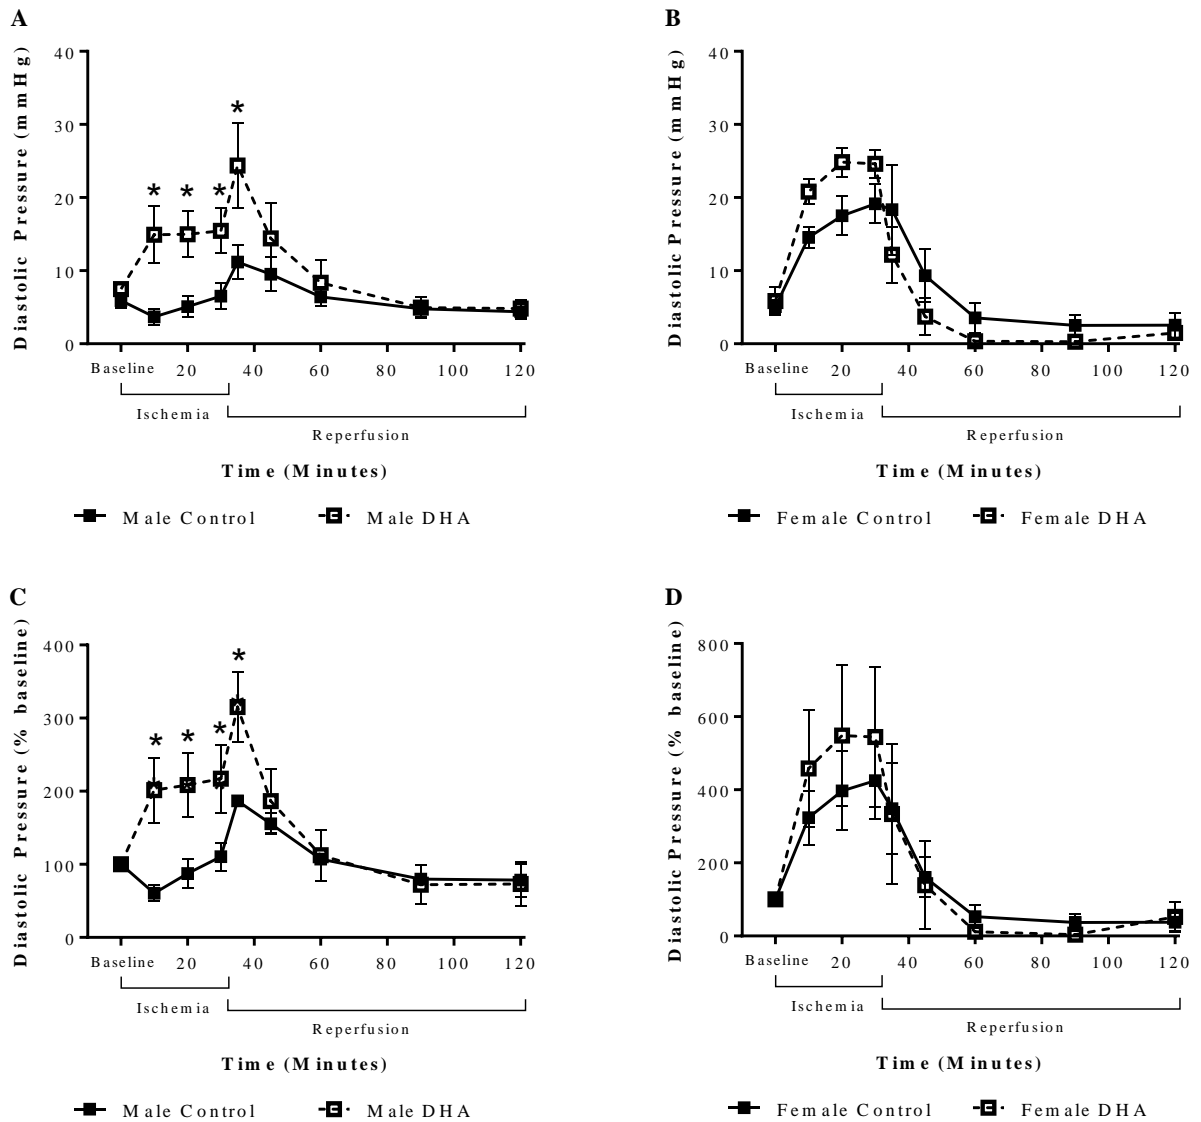 A
Diastolic Pressure (mmHg)
40
30
20
10
0
* * * *
Baseline 20 40 60 80 100 120
Ischemia
Reperfusion
Time (Minutes)
Male Control Male DHA
B
Diastolic Pressure (mmHg)
40
30
20
10
0
Baseline 20 40 60 80 100 120
Ischemia
Reperfusion
Time (Minutes)
Female Control Female DHA
C
Diastolic Pressure (% baseline)
400
300
200
100
0
* * * *
Baseline 20 40 60 80 100 120
Ischemia
Reperfusion
Time (Minutes)
Male Control Male DHA
D
Diastolic Pressure (% baseline)
800
600
400
200
0
Baseline 20 40 60 80 100 120
Ischemia
Reperfusion
Time (Minutes)
Female Control Female DHA